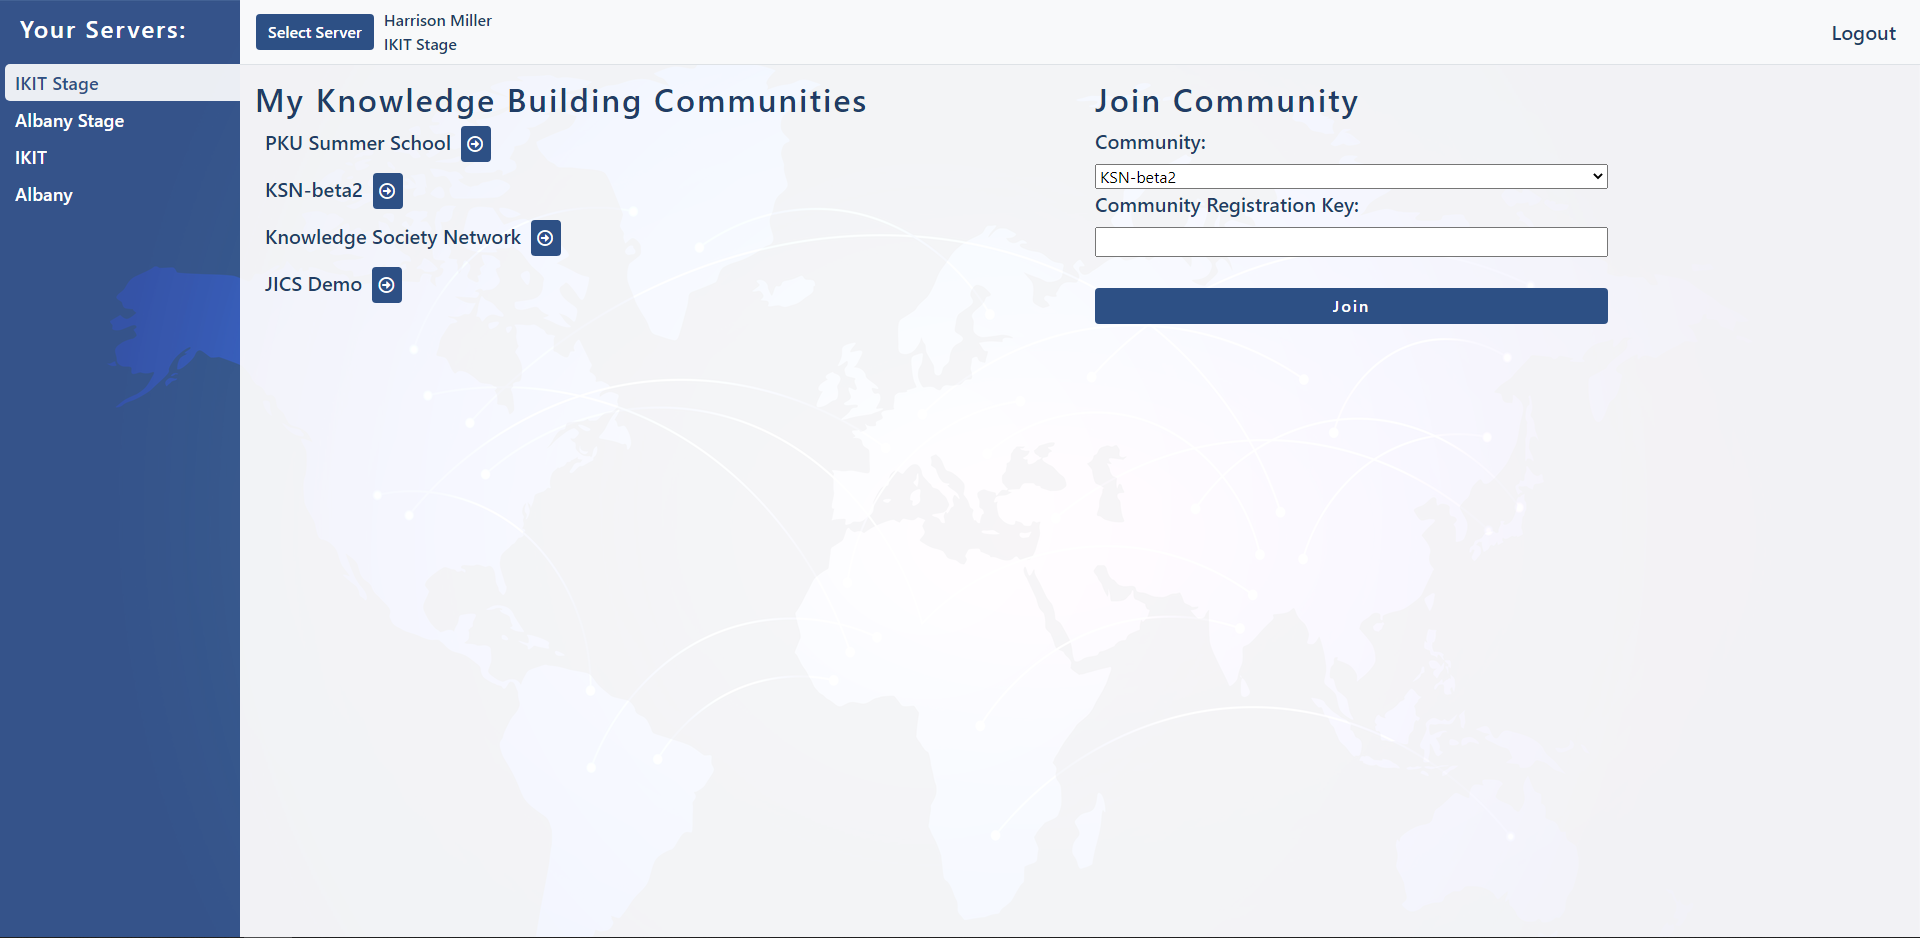 Your Servers:
IKIT Stage
Albany Stage
IKIT
Albany
Select Server
Harrison Miller
IKIT Stage
Logout
My Knowledge Building Communities
PKU Summer School
KSN-beta2
Knowledge Society Network
JICS Demo
Join Community
Community:
KSN-beta2
Community Registration Key:
Join